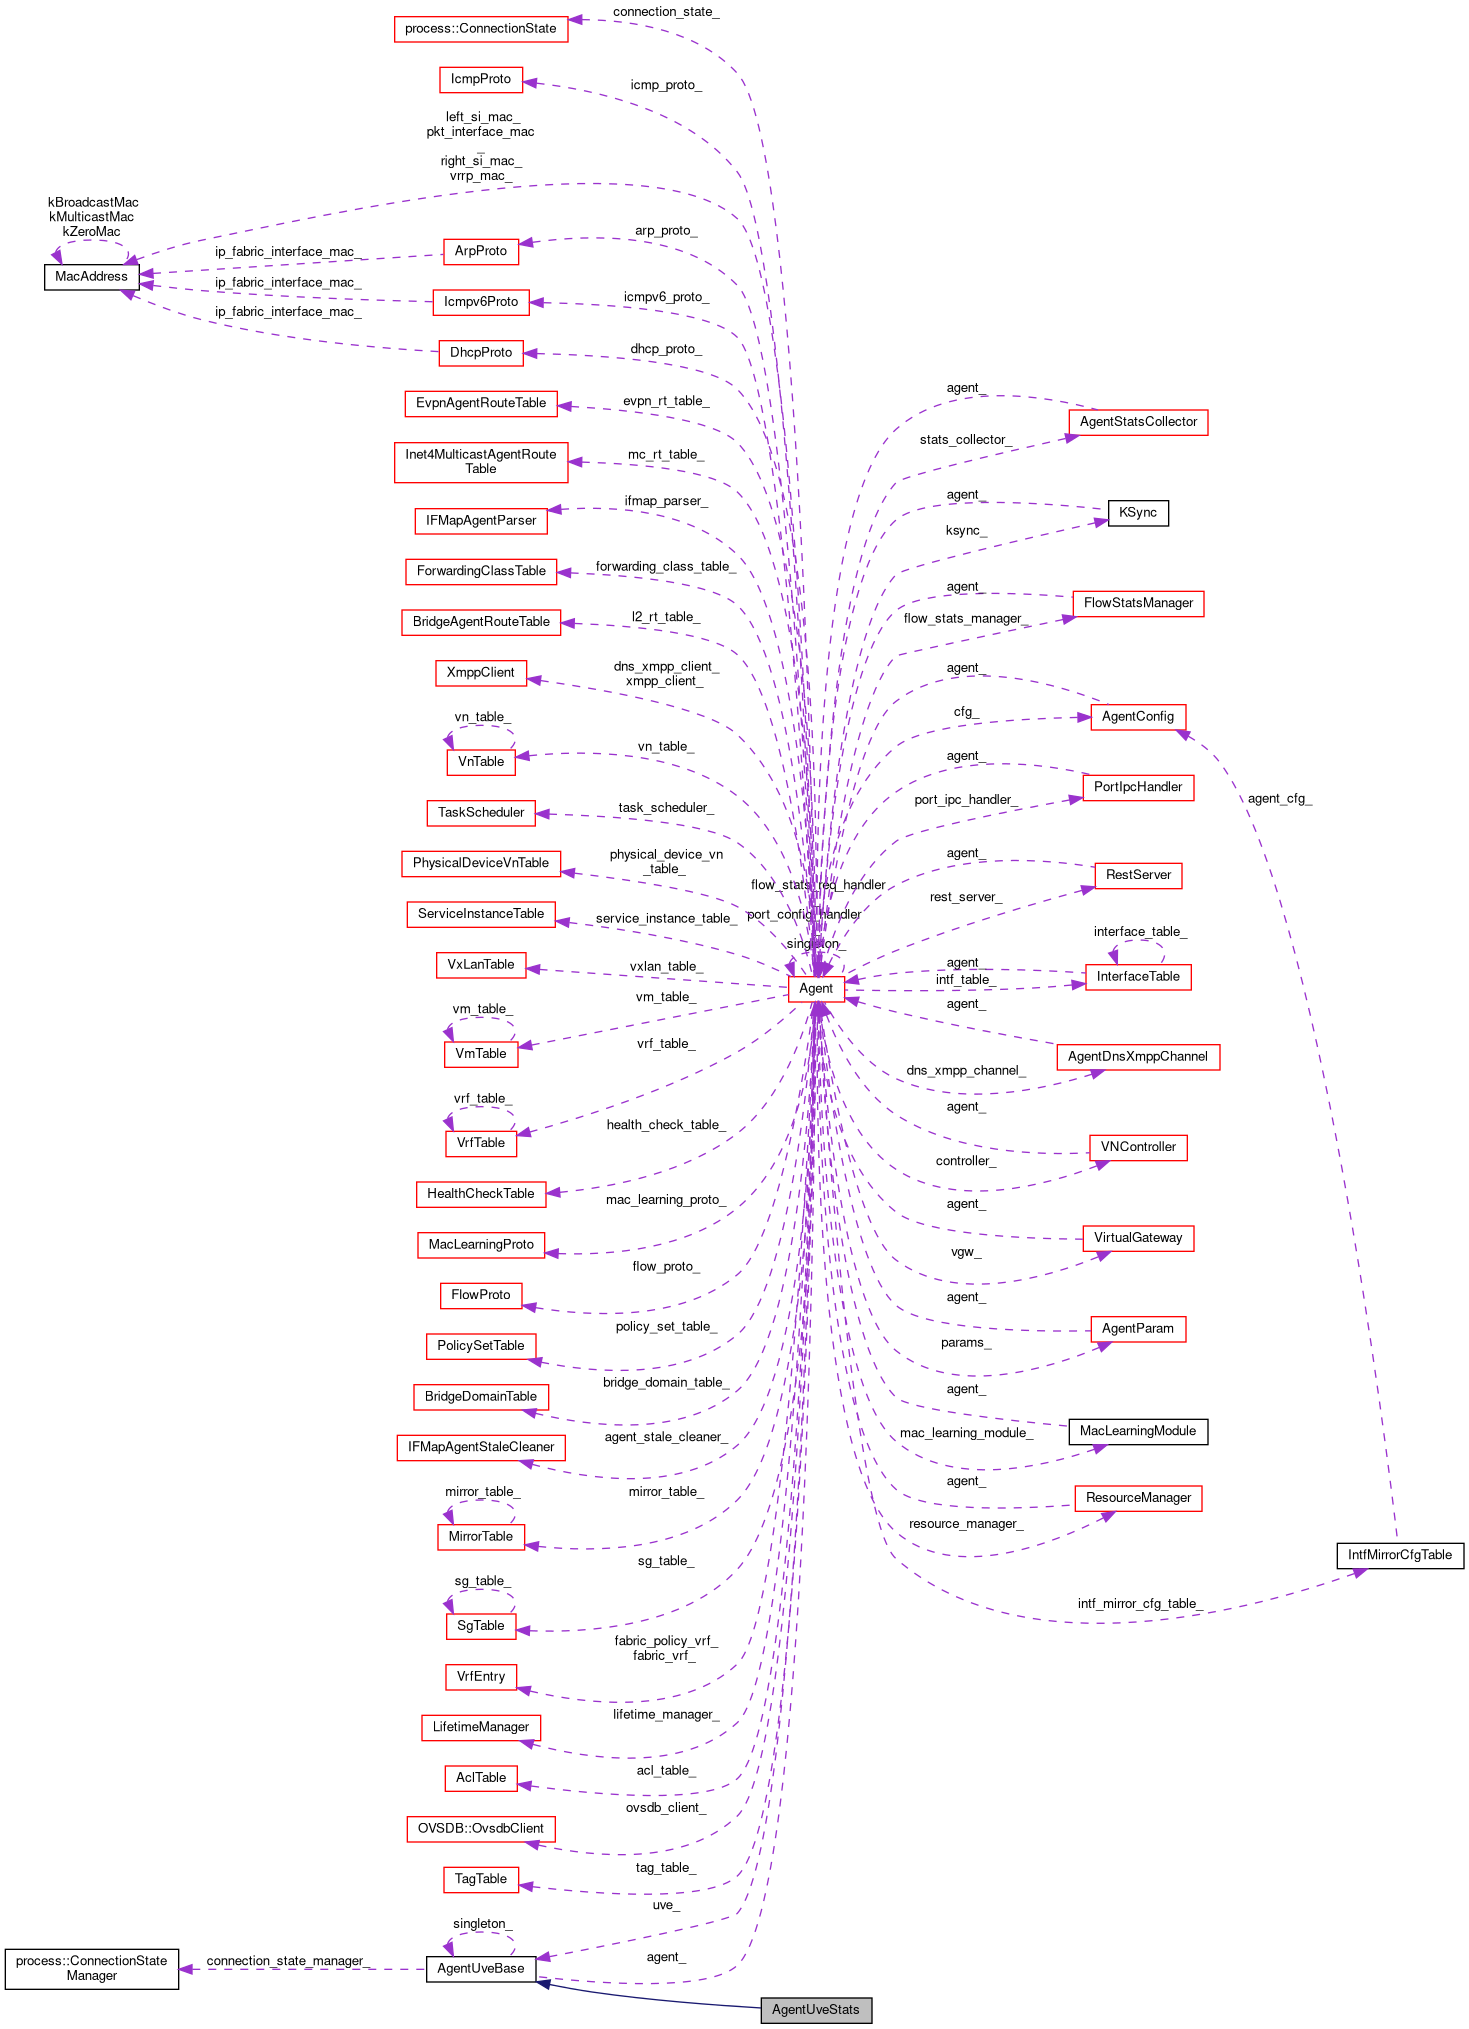 connection_state_
process::ConnectionState
IcmpProto
icmp_proto_
left_si_mac_
pkt_interface_mac
_
right_si_mac_
vrrp_mac_
kBroadcastMac
kMulticastMac
kZeroMac
MacAddress
ip_fabric_interface_mac_
ArpProto
arp_proto_
ip_fabric_interface_mac_
Icmpv6Proto
icmpv6_proto_
ip_fabric_interface_mac_
DhcpProto
dhcp_proto_
EvpnAgentRouteTable
evpn_rt_table_
Inet4MulticastAgentRoute
Table
mc_rt_table_
IFMapAgentParser
ifmap_parser_
ForwardingClassTable
forwarding_class_table_
BridgeAgentRouteTable
l2_rt_table_
XmppClient
dns_xmpp_client_
xmpp_client_
vn_table_
VnTable
vn_table_
TaskScheduler
task_scheduler_
PhysicalDeviceVnTable
physical_device_vn
_table_
ServiceInstanceTable
service_instance_table_
VxLanTable
vxlan_table_
vm_table_
VmTable
vm_table_
vrf_table_
VrfTable
vrf_table_
HealthCheckTable
health_check_table_
MacLearningProto
mac_learning_proto_
FlowProto
flow_proto_
PolicySetTable
policy_set_table_
BridgeDomainTable
bridge_domain_table_
IFMapAgentStaleCleaner
agent_stale_cleaner_
mirror_table_
MirrorTable
mirror_table_
sg_table_
SgTable
sg_table_
VrfEntry
fabric_policy_vrf_
fabric_vrf_
LifetimeManager
lifetime_manager_
AclTable
acl_table_
OVSDB::OvsdbClient
ovsdb_client_
TagTable
tag_table_
uve_
singleton_
AgentUveBase
agent_
connection_state_manager_
process::ConnectionState
Manager
AgentUveStats
flow_stats_req_handler
port_config_handler
singleton_
Agent
agent_
AgentStatsCollector
stats_collector_
agent_
KSync
ksync_
agent_
FlowStatsManager
flow_stats_manager_
agent_
AgentConfig
cfg_
agent_
PortIpcHandler
port_ipc_handler_
agent_cfg_
agent_
RestServer
rest_server_
interface_table_
InterfaceTable
agent_
intf_table_
agent_
AgentDnsXmppChannel
dns_xmpp_channel_
agent_
VNController
controller_
agent_
VirtualGateway
vgw_
agent_
AgentParam
params_
agent_
MacLearningModule
mac_learning_module_
agent_
ResourceManager
resource_manager_
IntfMirrorCfgTable
intf_mirror_cfg_table_